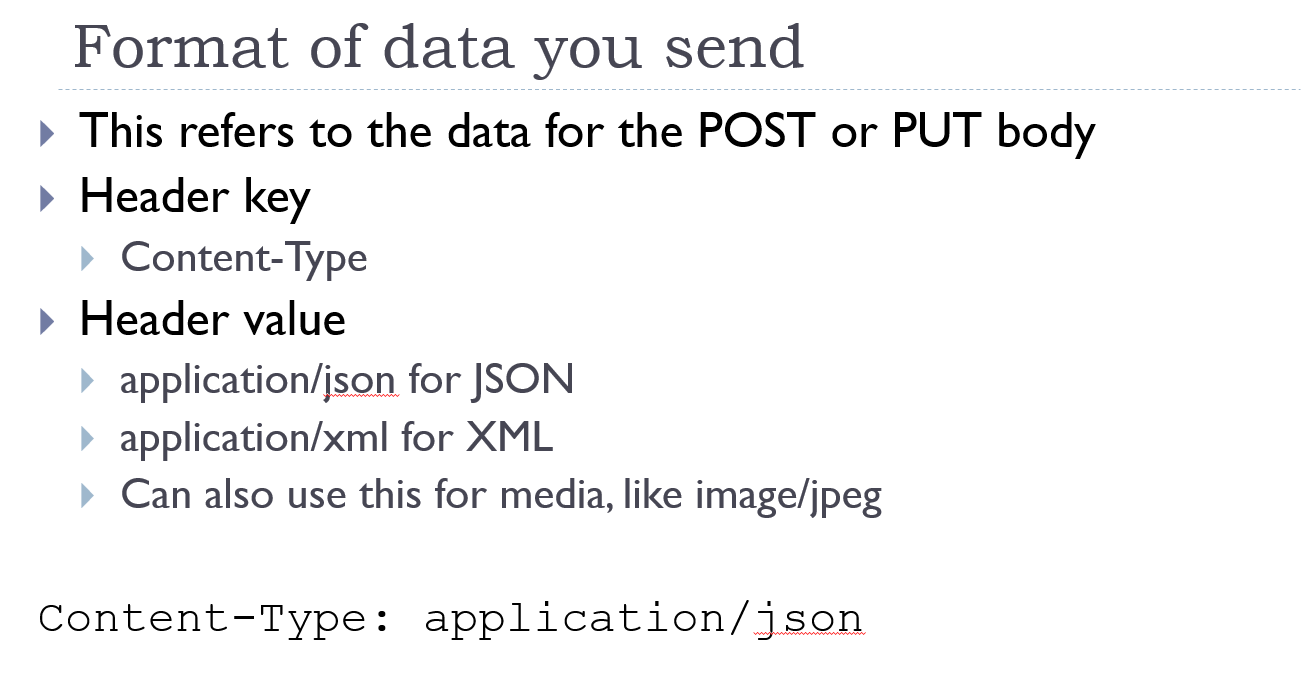 Format of data you send
This refers to the data for the POST or PUT body
Header key
Content-Type
Header value
application/json for JSON
application/xml for XML
Can also use this for media, like image/jpeg
Content-Type: application/json